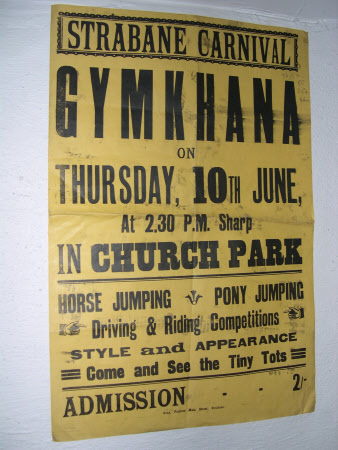 STRABANE CARNIVAL
GYMKHANA
ON
THURSDAY, 10TH JUNE,
At 2.30 P.M. Sharp
IN CHURCH PARK
HORSE JUMPING PONY JUMPING
Driving & Riding Competitions
STYLE and APPEARANCE
Come and See the Tiny Tots
ADMISSION - - 2/-